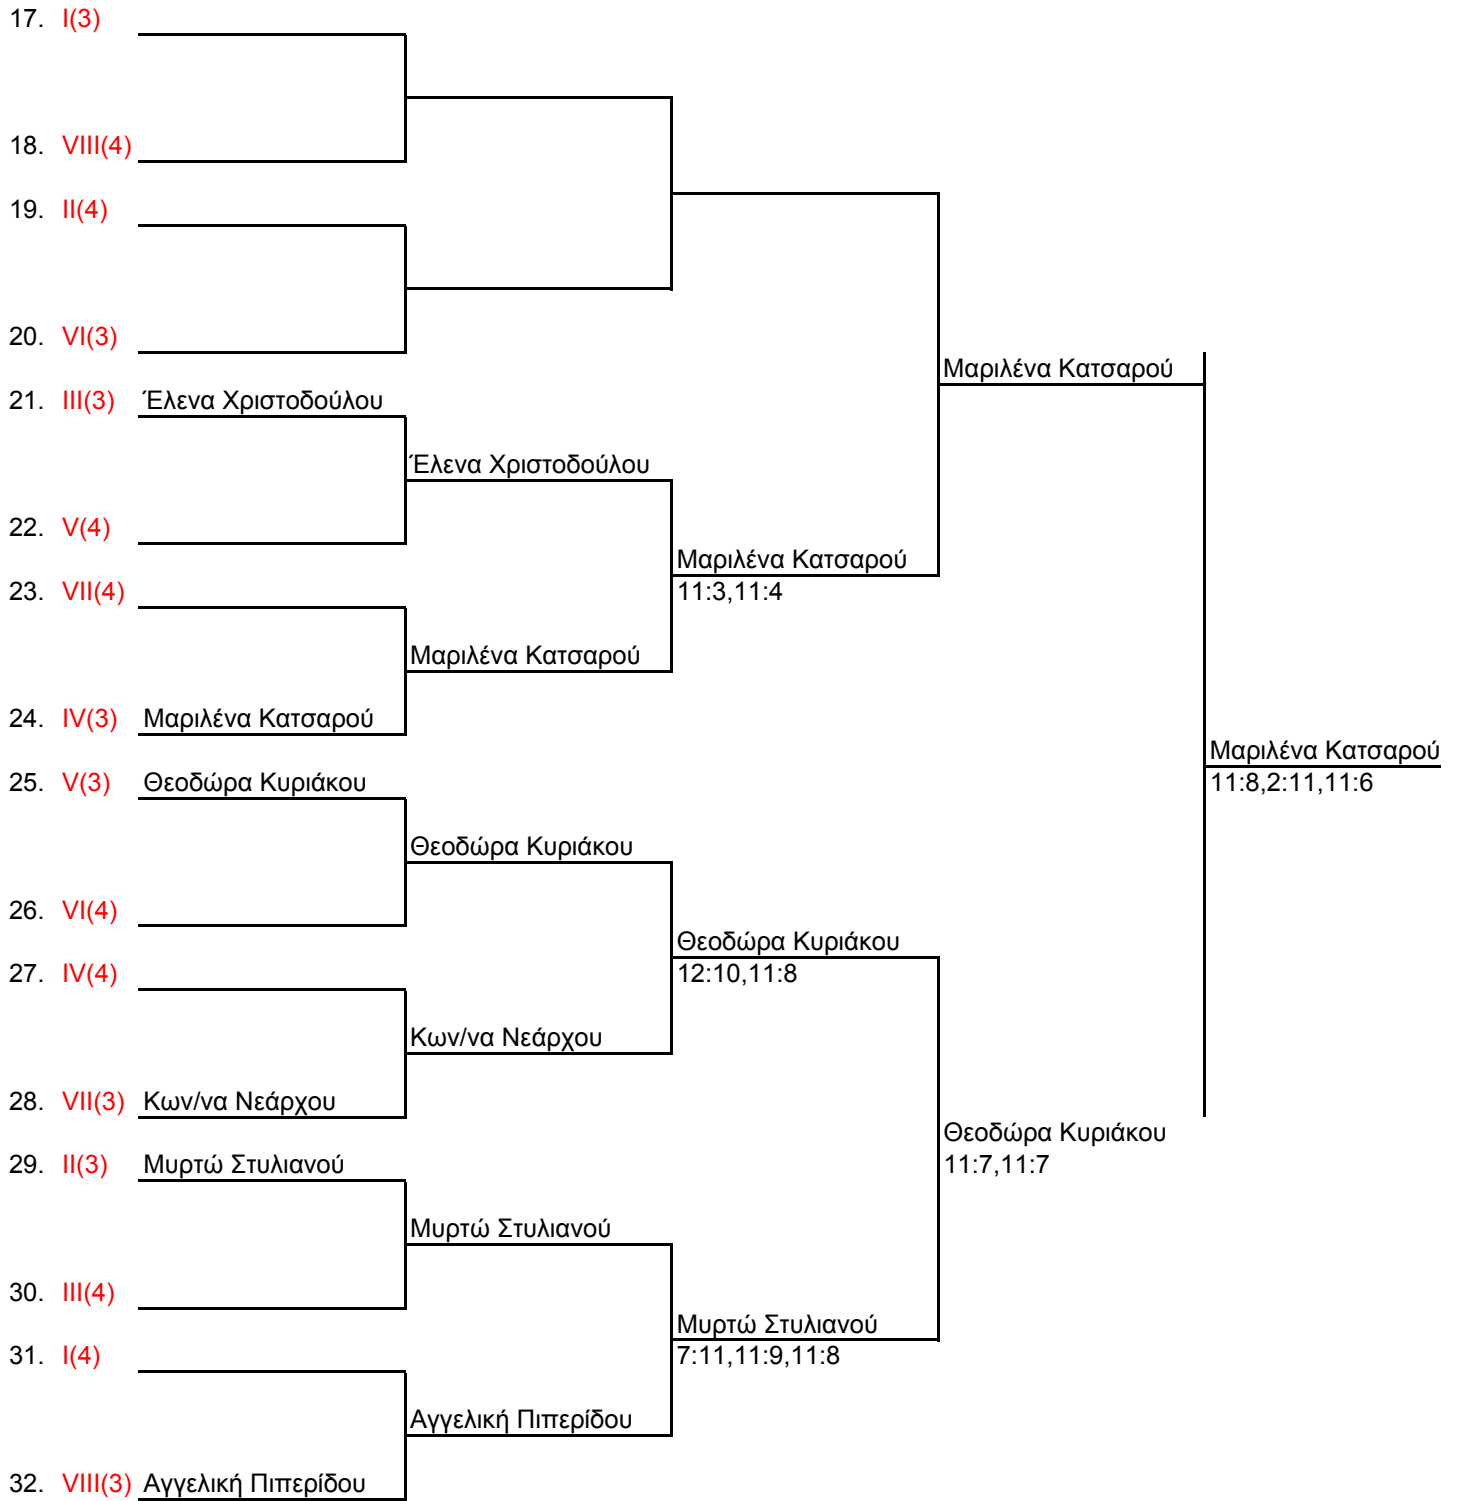 17. I(3)
18. VIII(4)
19. II(4)
20. VI(3)
Μαριλένα Κατσαρού
21. III(3) Έλενα Χριστοδούλου
Έλενα Χριστοδούλου
22. V(4)
Μαριλένα Κατσαρού
23. VII(4)
11:3,11:4
Μαριλένα Κατσαρού
24. IV(3) Μαριλένα Κατσαρού
Μαριλένα Κατσαρού
25. V(3) Θεοδώρα Κυριάκου
11:8,2:11,11:6
Θεοδώρα Κυριάκου
26. VI(4)
Θεοδώρα Κυριάκου
27. IV(4)
12:10,11:8
Κων/να Νεάρχου
28. VII(3) Κων/να Νεάρχου
Θεοδώρα Κυριάκου
29. II(3) Μυρτώ Στυλιανού
11:7,11:7
Μυρτώ Στυλιανού
30. III(4)
Μυρτώ Στυλιανού
31. I(4)
7:11,11:9,11:8
Αγγελική Πιπερίδου
32. VIII(3) Αγγελική Πιπερίδου